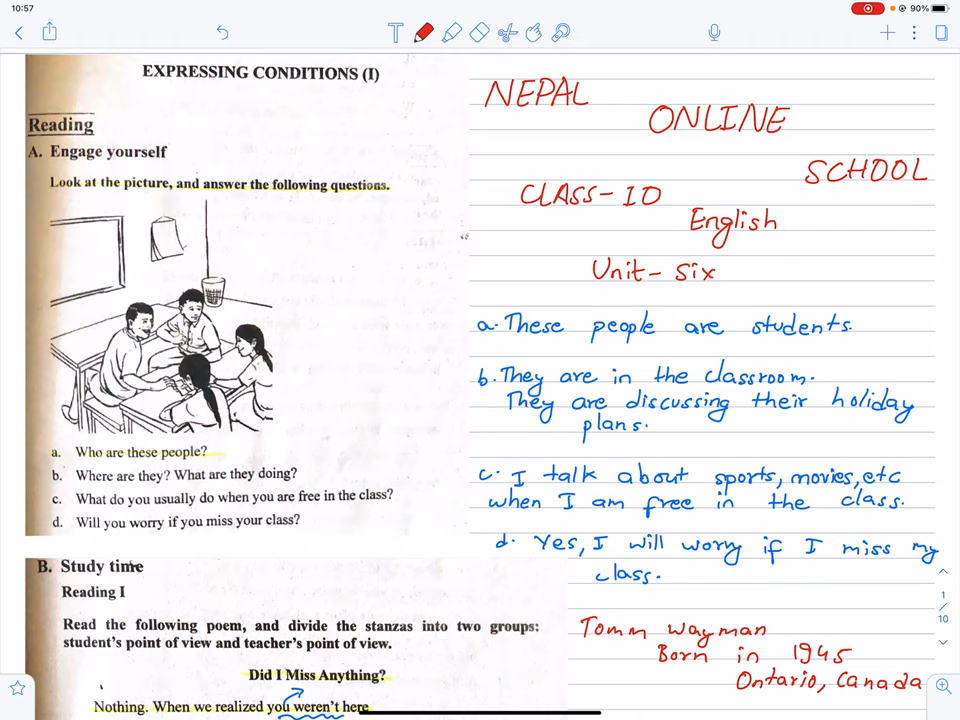 10:57
90%
EXPRESSING CONDITIONS (I)
Reading
A. Engage yourself
Look at the picture, and answer the following questions.
a. Who are these people?
b. Where are they? What are they doing?
c. What do you usually do when you are free in the class?
d. Will you worry if you miss your class?
B. Study time
Reading I
Read the following poem, and divide the stanzas into two groups:
student's point of view and teacher's point of view.
Did I Miss Anything?
Nothing. When we realized you weren't here
NEPAL
ONLINE
SCHOOL
CLASS-10
English
Unit- Six
a. These people are students.
b. They are in the classroom.
They are discussing their holiday
plans.
c. I talk about sports, movies, etc
when I am free in the class.
d. Yes, I will worry if I miss my
class.
Tomm Wayman
Born in 1945
Ontario, Canada
1
/
10